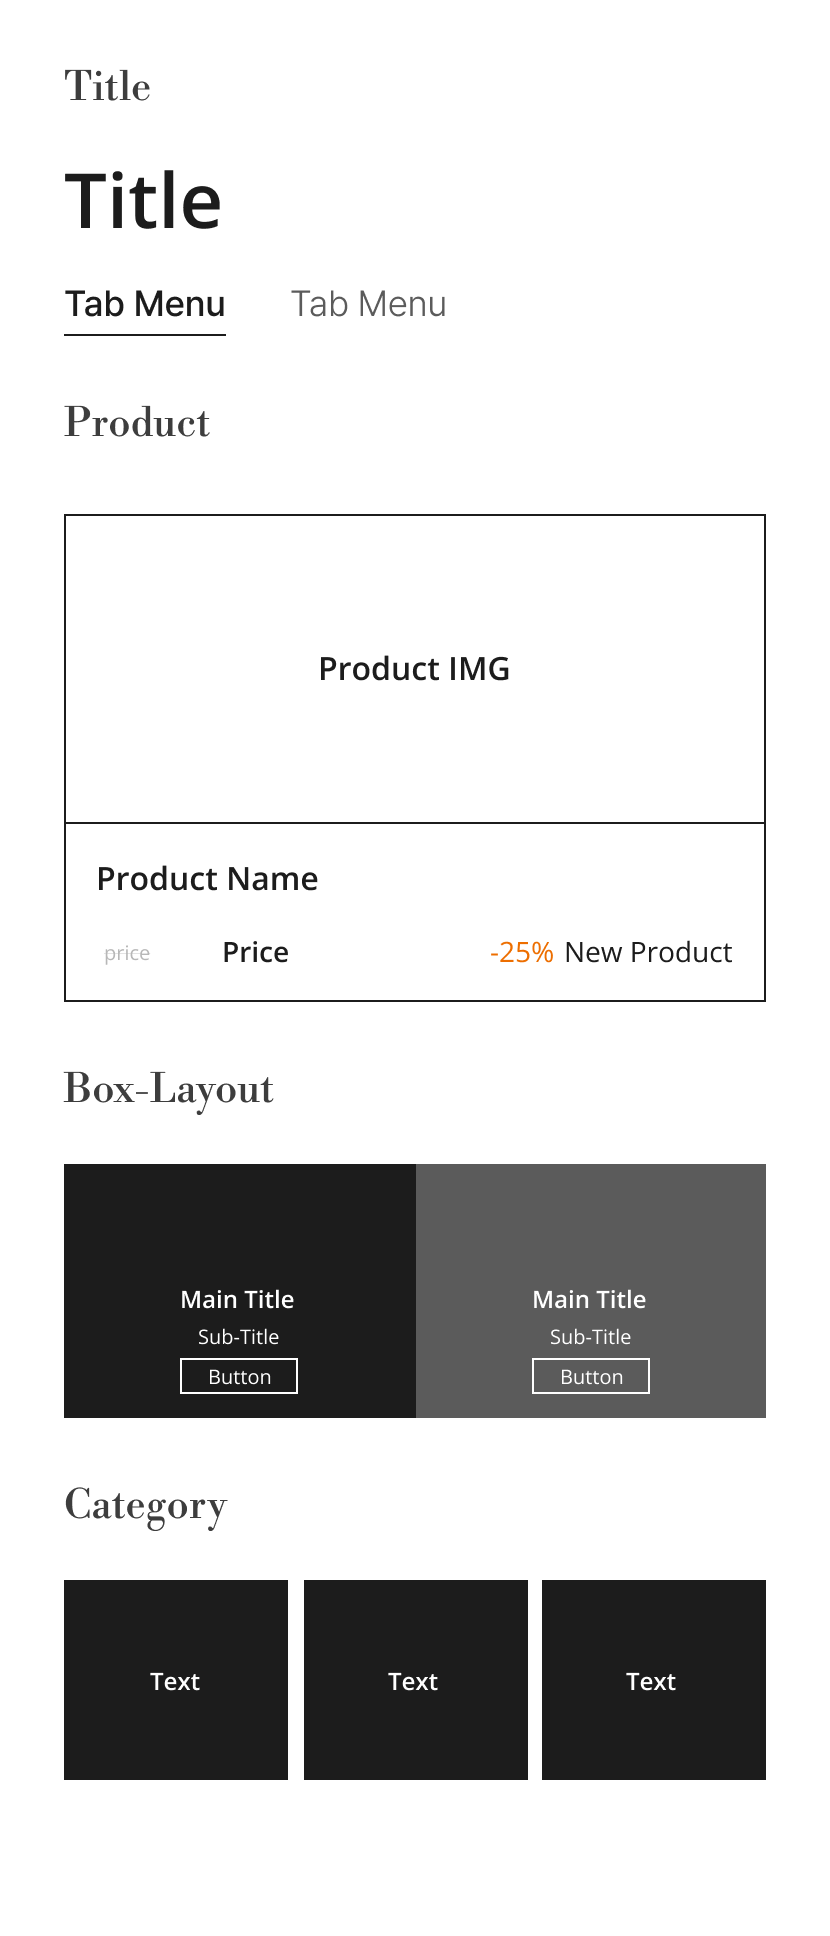 Title
Title
Tab Menu Tab Menu
Product
Product IMG
Product Name
price Price -25% New Product
Box-Layout
Main Title Main Title
Sub-Title Sub-Title
Button Button
Category
Text Text Text